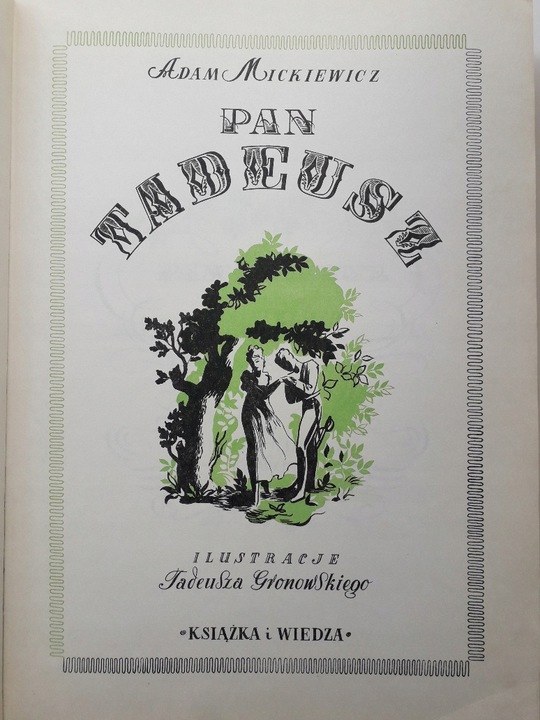 ADAM MICKIEWICZ
PAN
TADEUSZ
ILUSTRACJE
Tadeusza Gronowskiego
•KSIĄŻKA i WIEDZA•